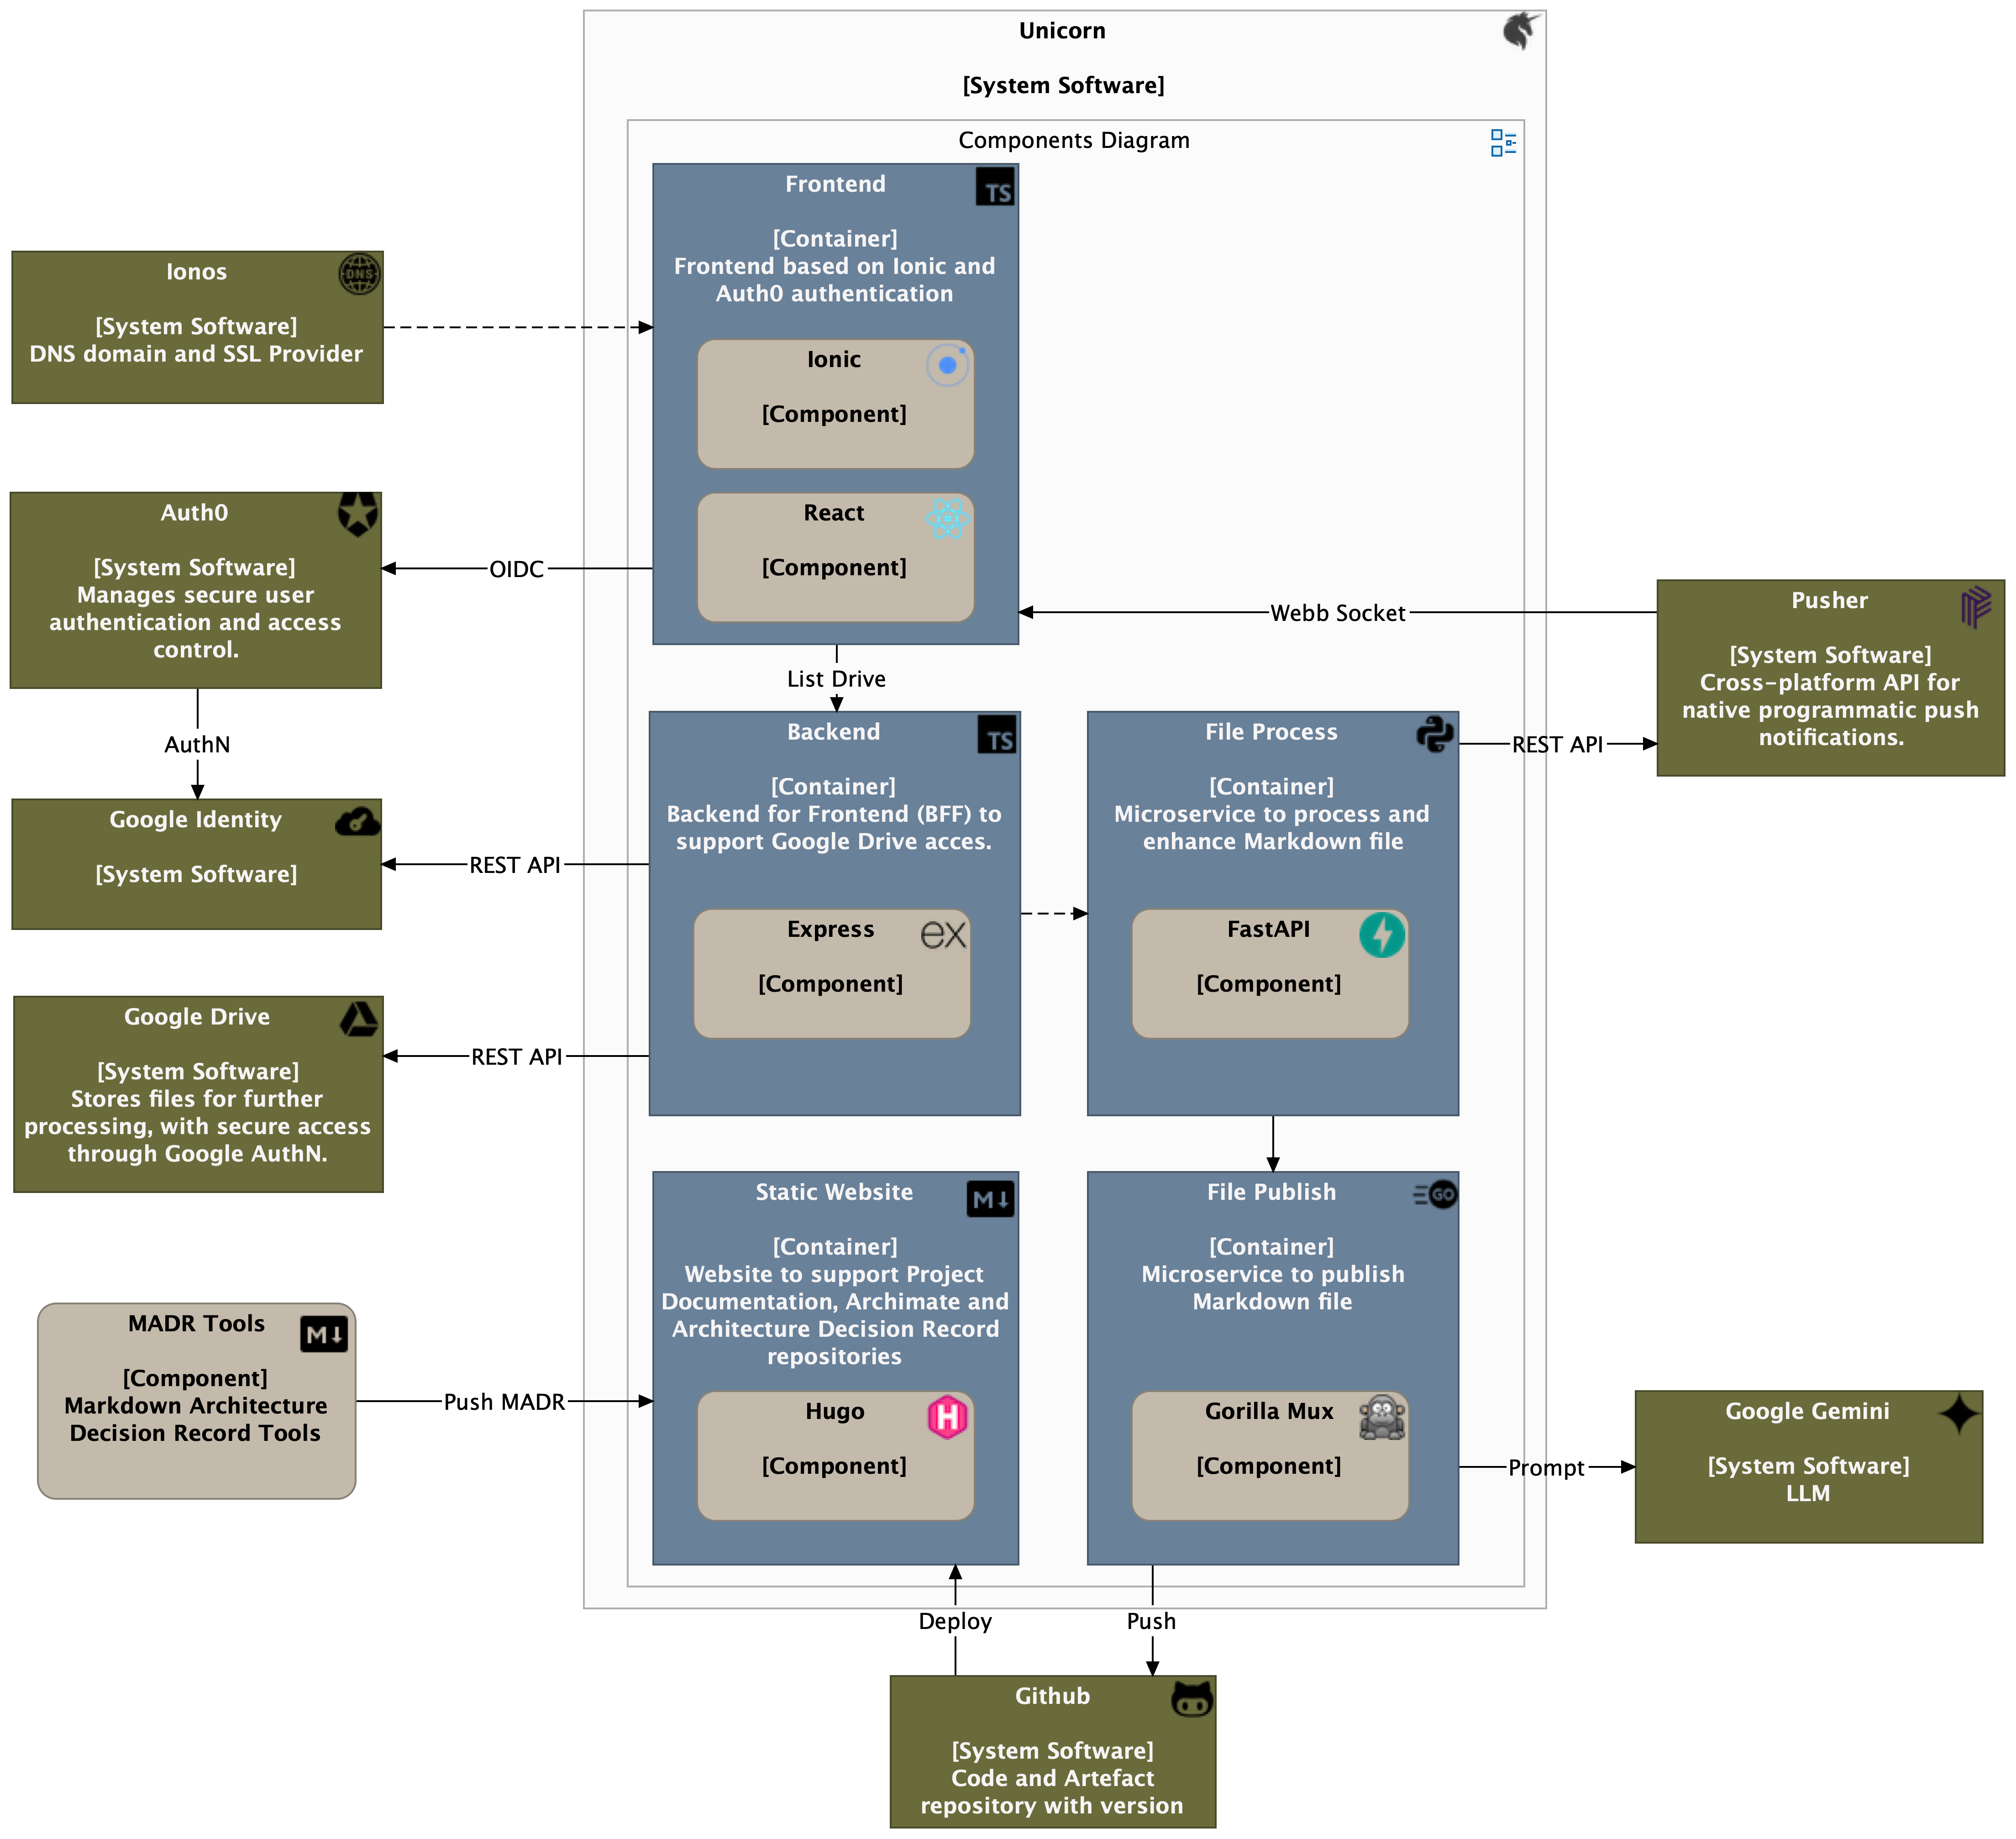 Unicorn
[System Software]
Components Diagram
Frontend
TS
[Container]
Frontend based on Ionic and
Auth0 authentication
Ionic
[Component]
React
[Component]
Ionos
DNS
[System Software]
DNS domain and SSL Provider
Auth0
[System Software]
Manages secure user
authentication and access
control.
OIDC
Webb Socket
Pusher
[System Software]
Cross-platform API for
native programmatic push
notifications.
List Drive
AuthN
Backend
TS
[Container]
Backend for Frontend (BFF) to
support Google Drive acces.
Express
ex
[Component]
File Process
[Container]
Microservice to process and
enhance Markdown file
FastAPI
[Component]
REST API
Google Identity
[System Software]
REST API
Google Drive
[System Software]
Stores files for further
processing, with secure access
through Google AuthN.
REST API
Static Website
M
[Container]
Website to support Project
Documentation, Archimate and
Architecture Decision Record
repositories
Hugo
H
[Component]
File Publish
GO
[Container]
Microservice to publish
Markdown file
Gorilla Mux
[Component]
MADR Tools
M
[Component]
Markdown Architecture
Decision Record Tools
Push MADR
Prompt
Google Gemini
[System Software]
LLM
Deploy
Push
Github
[System Software]
Code and Artefact
repository with version